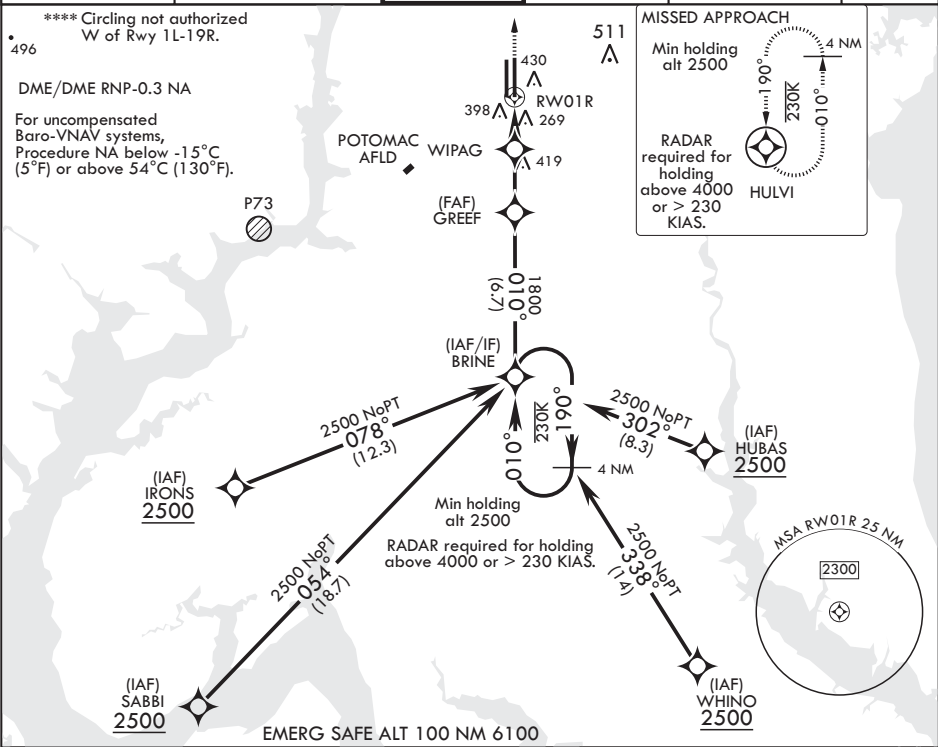 **** Circling not authorized
W of Rwy 1L-19R.
496
DME/DME RNP-0.3 NA
For uncompensated
Baro-VNAV systems,
Procedure NA below -15°C
(5°F) or above 54°C (130°F).
P73
POTOMAC
AFLD
430
RW01R
398
269
WIPAG
419
(FAF)
GREEF
511
MISSED APPROACH
Min holding
alt 2500
4 NM
190°
230K
010°
RADAR
required for
holding
above 4000
or > 230
KIAS.
HULVI
1800
010°
(6.7)
(IAF/IF)
BRINE
2500 NoPT
078°
(12.3)
(IAF)
IRONS
2500
010°
230K
190°
4 NM
2500 NoPT
302°
(8.3)
(IAF)
HUBAS
2500
Min holding
alt 2500
RADAR required for holding
above 4000 or > 230 KIAS.
2500 NoPT
054°
(18.7)
2500 NoPT
338°
(14)
MSA RW01R 25 NM
2300
(IAF)
SABBI
2500
(IAF)
WHINO
2500
EMERG SAFE ALT 100 NM 6100